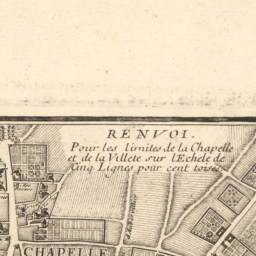 RENVOI.
Pour les limites de la Chapelle
et de la Villete sur l'Echele de
Cinq Lignes pour cent toises
CHAPELLE